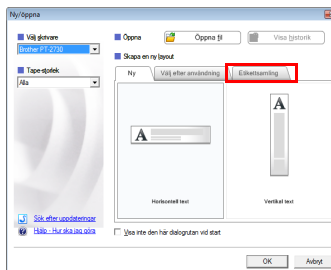 Ny/öppna
Välj skrivare
Brother PT-2730
Tape-storlek
Alla
Sök efter uppdateringar
Hjälp - Hur ska jag göra
Öppna
Öppna fil
Visa historik
Skapa en ny layout
Ny
Välj efter användning
Etikettsamling
A
Horisontell text
A
Vertikal text
Visa inte den här dialogrutan vid start
OK
Avbryt